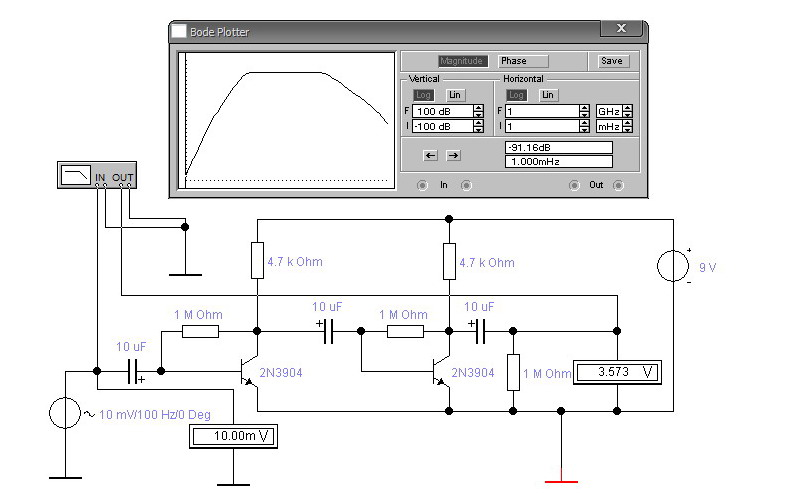 Bode Plotter X
Magnitude Phase Save
Vertical Horizontal
Log Lin Log Lin
F 100 dB F 1 GHz
I -100 dB I 1 mHz
-91.16dB
← → 1.000mHz
In Out
IN OUT
4.7 k Ohm 4.7 k Ohm
+
9 V
-
1 M Ohm 10 uF 1 M Ohm 10 uF
+ +
10 uF
+
2N3904 2N3904 1 M Ohm 3.573 V
~ 10 mV/100 Hz/0 Deg
10.00m V